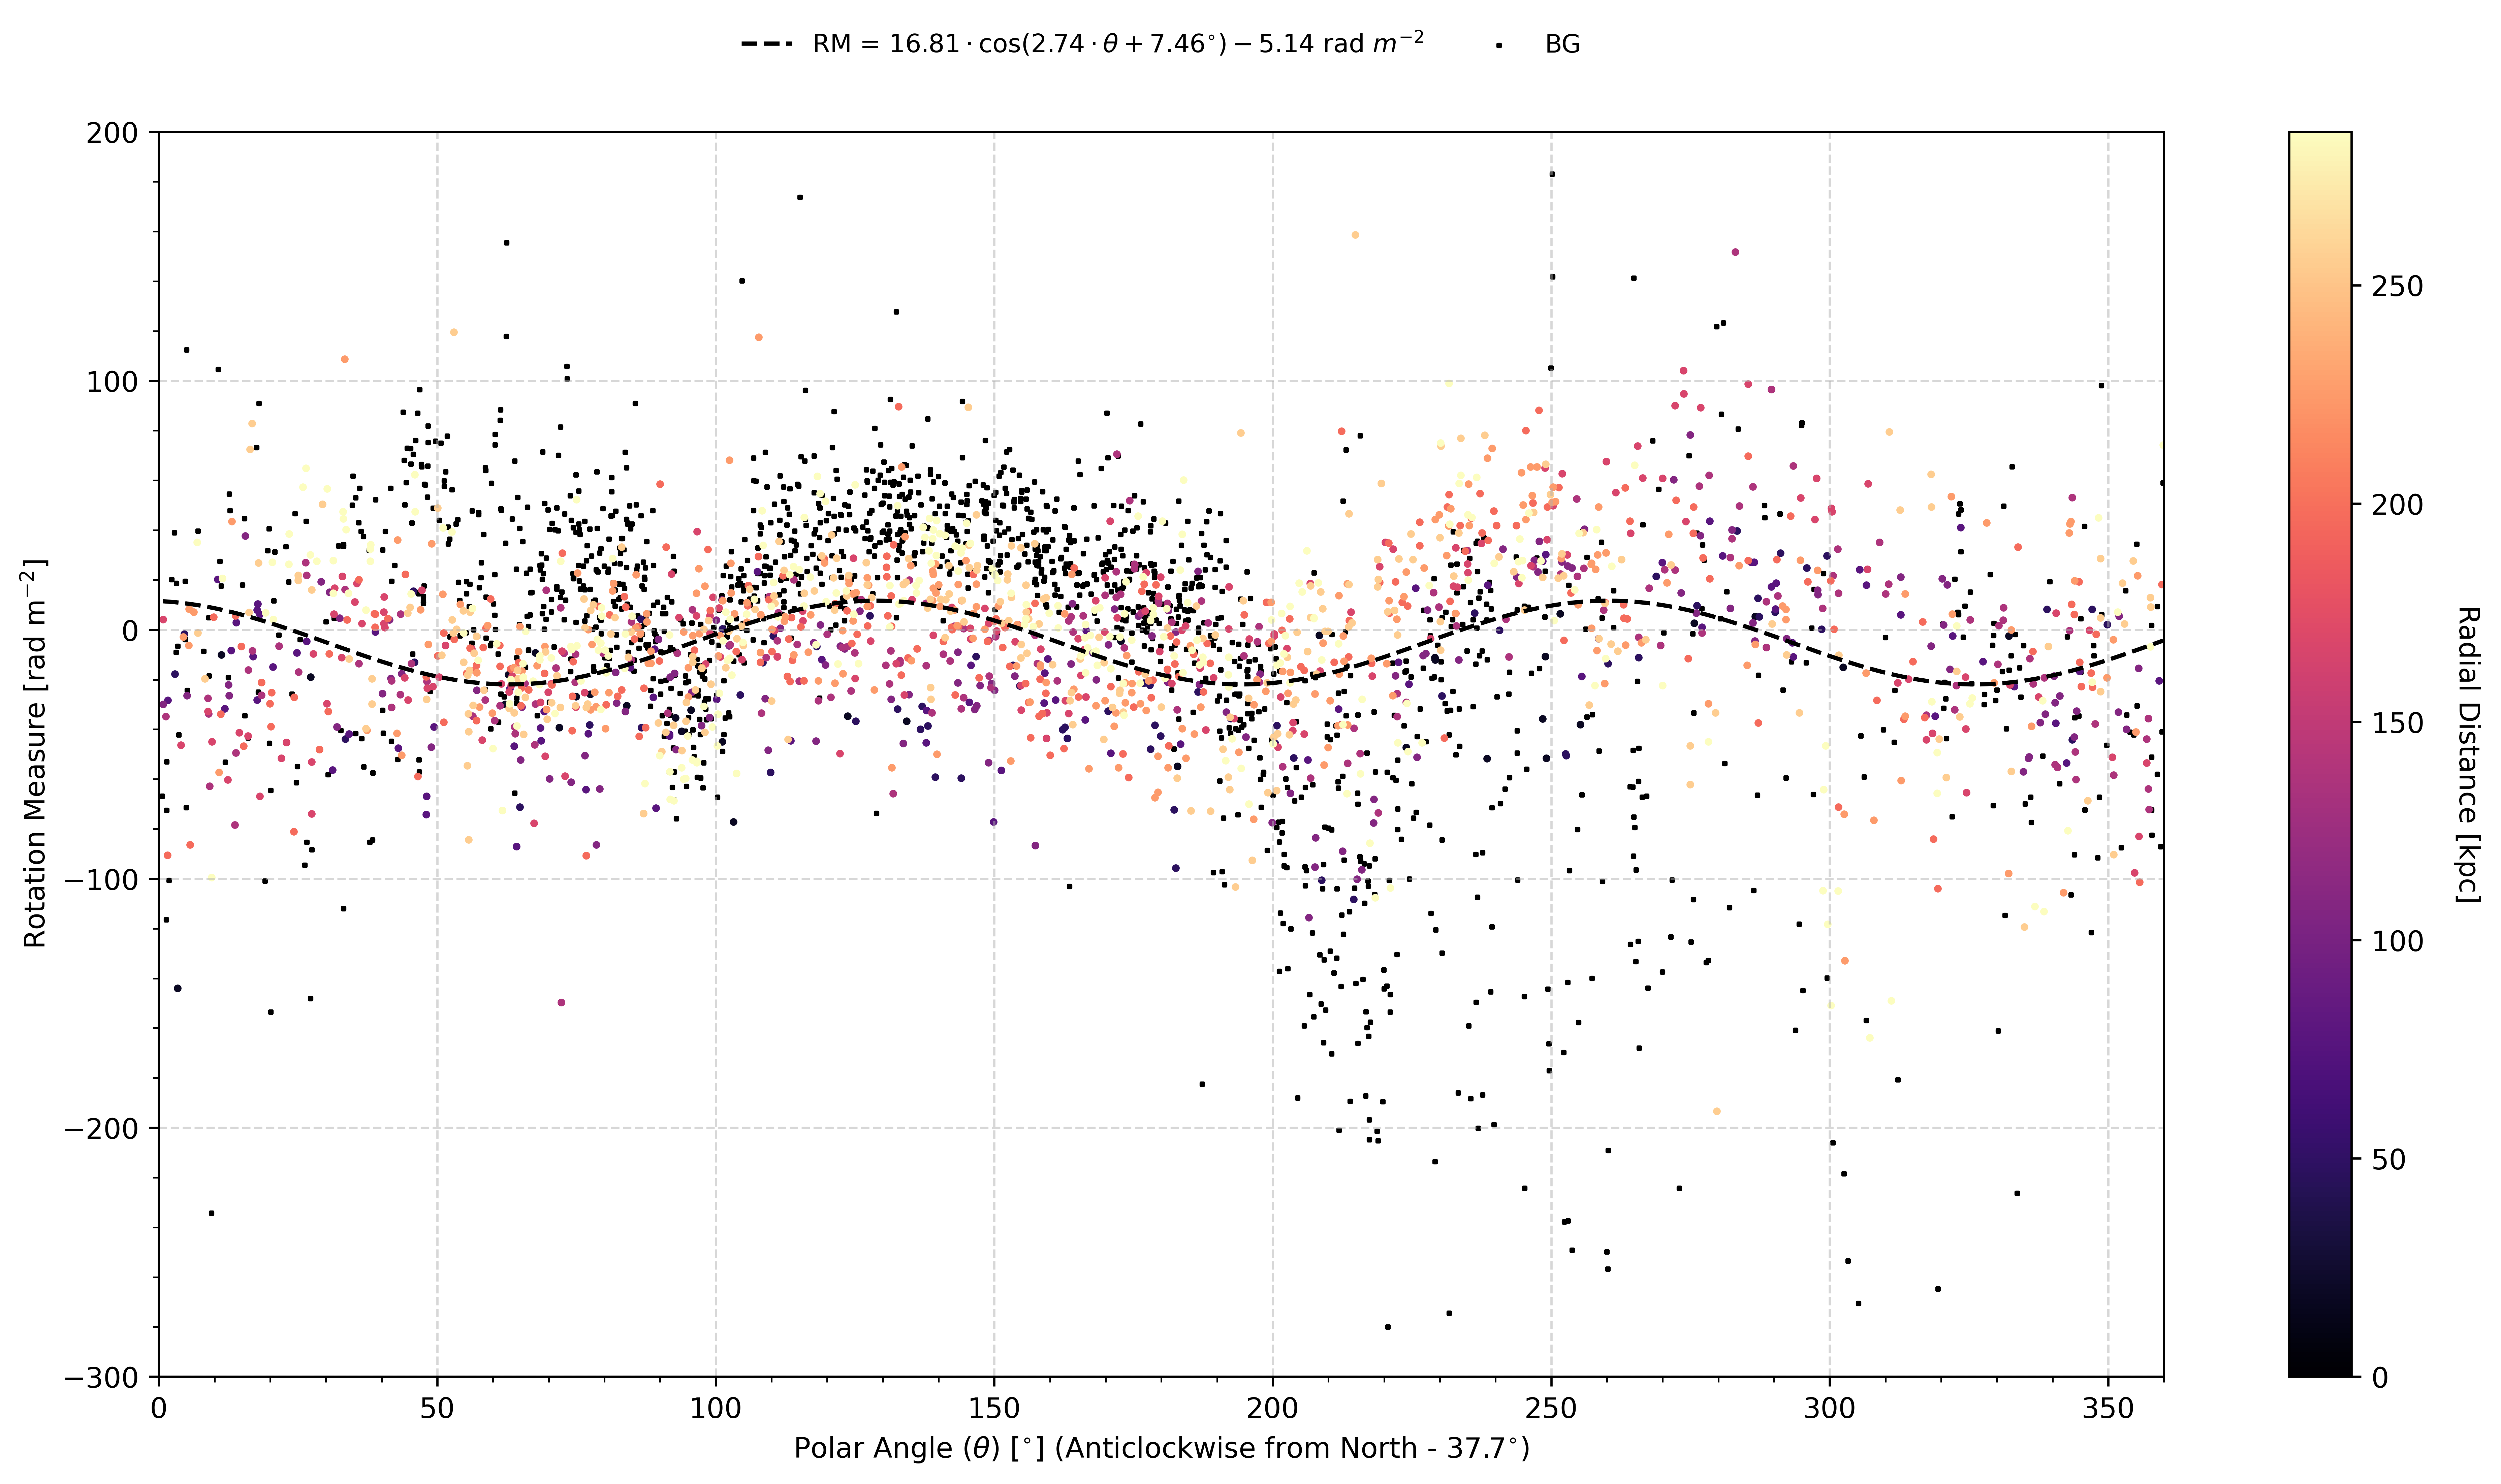 RM = 16.81 · cos(2.74 · θ + 7.46°) − 5.14 rad m⁻² BG
200
100
0
−100
−200
−300
0 50 100 150 200 250 300 350
Rotation Measure [rad m⁻²]
Polar Angle (θ) [°] (Anticlockwise from North - 37.7°)
250
200
150
100
50
0
Radial Distance [kpc]